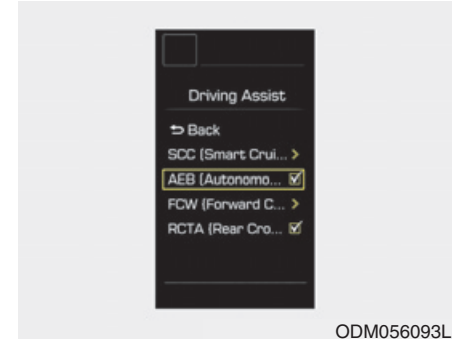 Driving Assist
Back
SCC (Smart Crui...
AEB (Autonomo...
FCW (Forward C...
RCTA (Rear Cro...
ODM056093L